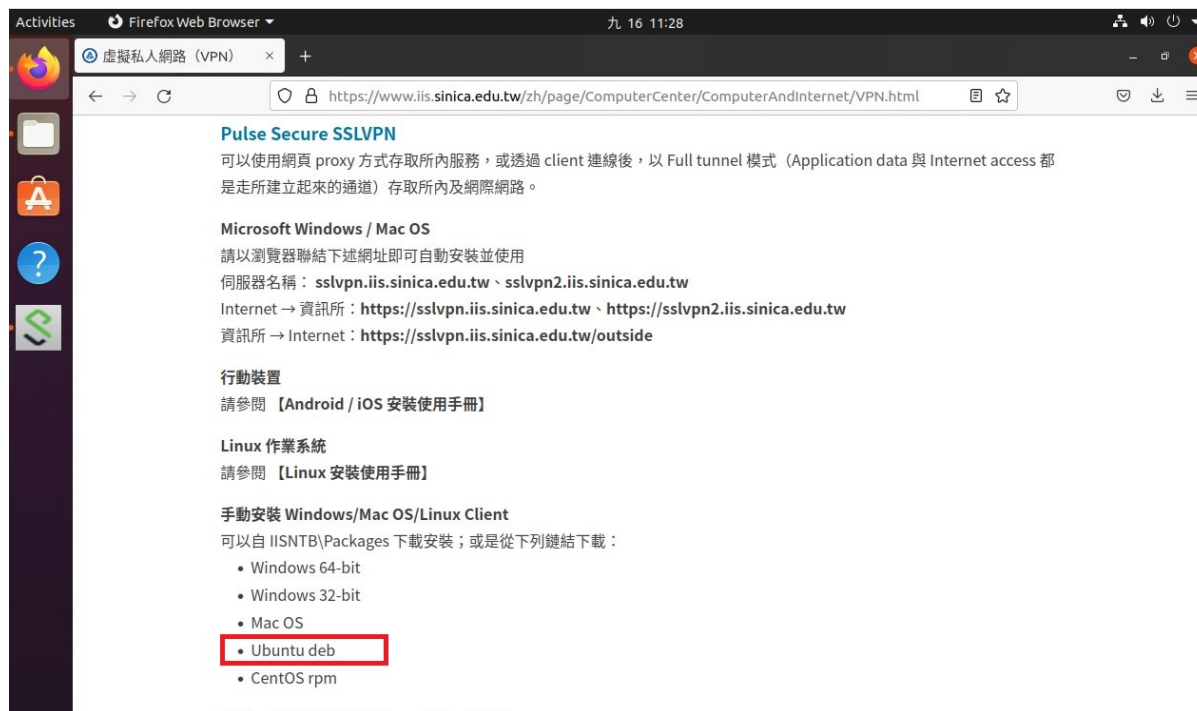 Activities
Firefox Web Browser
九 16 11:28
虛擬私人網路（VPN）
https://www.iis.sinica.edu.tw/zh/page/ComputerCenter/ComputerAndInternet/VPN.html
Pulse Secure SSLVPN
可以使用網頁 proxy 方式存取所內服務，或透過 client 連線後，以 Full tunnel 模式（Application data 與 Internet access 都
是走所建立起來的通道）存取所內及網際網路。
Microsoft Windows / Mac OS
請以瀏覽器聯結下述網址即可自動安裝並使用
伺服器名稱： sslvpn.iis.sinica.edu.tw、sslvpn2.iis.sinica.edu.tw
Internet → 資訊所：https://sslvpn.iis.sinica.edu.tw、https://sslvpn2.iis.sinica.edu.tw
資訊所 → Internet：https://sslvpn.iis.sinica.edu.tw/outside
行動裝置
請參閱 【Android / iOS 安裝使用手冊】
Linux 作業系統
請參閱 【Linux 安裝使用手冊】
手動安裝 Windows/Mac OS/Linux Client
可以自 IISNTB\Packages 下載安裝；或是從下列鏈結下載：
• Windows 64-bit
• Windows 32-bit
• Mac OS
• Ubuntu deb
• CentOS rpm